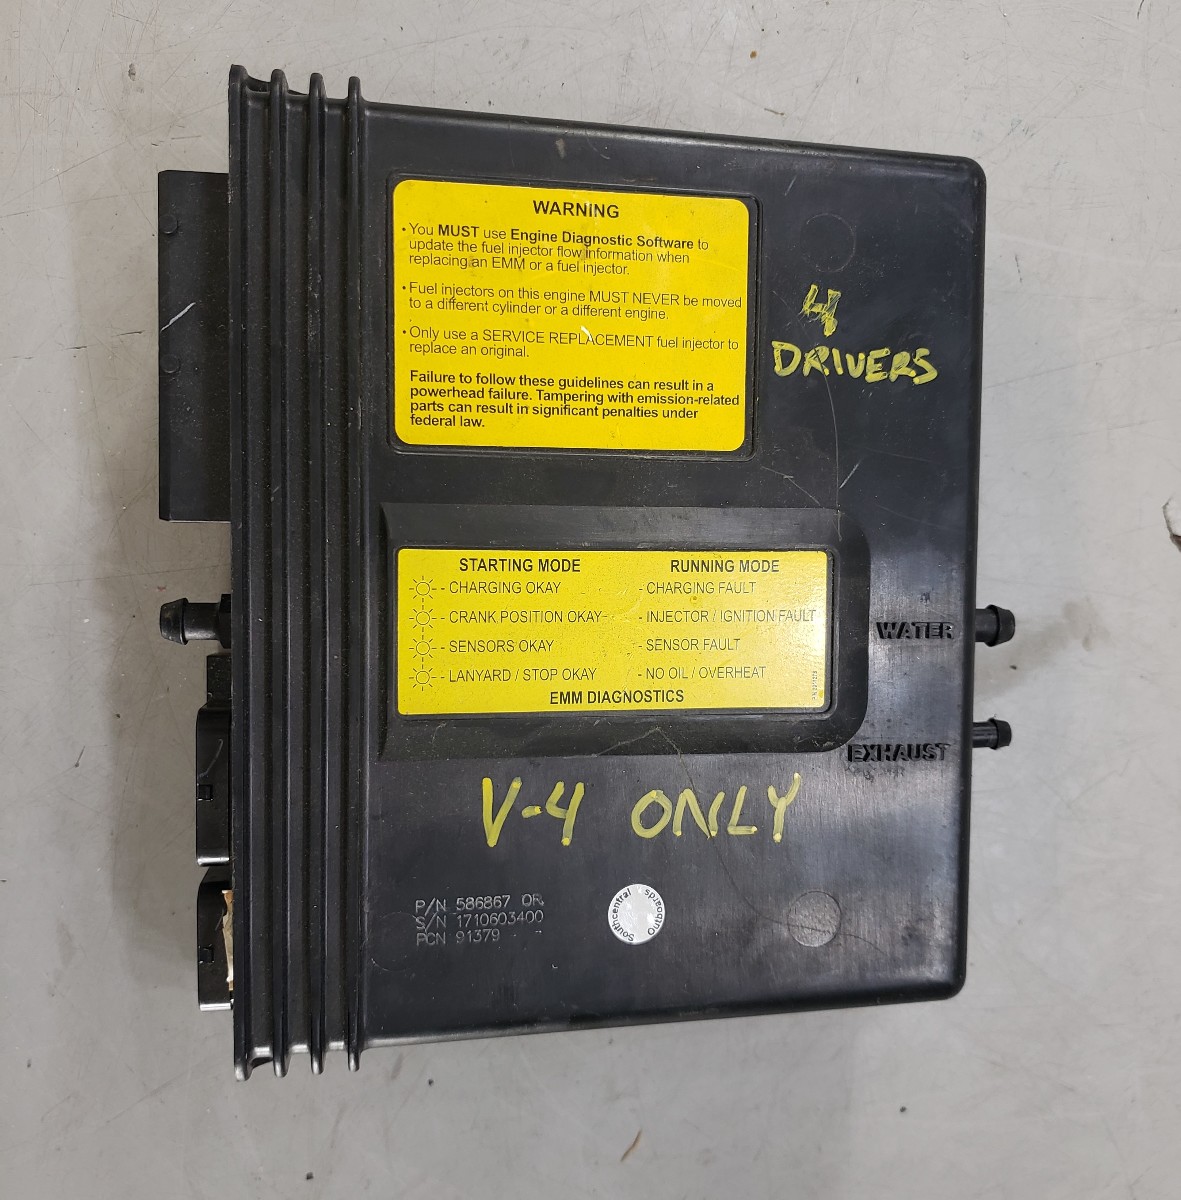 WARNING
• You MUST use Engine Diagnostic Software to
update the fuel injector flow information when
replacing an EMM or a fuel injector.
• Fuel injectors on this engine MUST NEVER be moved
to a different cylinder or a different engine.
• Only use a SERVICE REPLACEMENT fuel injector to
replace an original.
Failure to follow these guidelines can result in a
powerhead failure. Tampering with emission-related
parts can result in significant penalties under
federal law.
4
DRIVERS
STARTING MODE RUNNING MODE
- CHARGING OKAY - CHARGING FAULT
- CRANK POSITION OKAY - INJECTOR / IGNITION FAULT
- SENSORS OKAY - SENSOR FAULT
- LANYARD / STOP OKAY - NO OIL / OVERHEAT
EMM DIAGNOSTICS
WATER
EXHAUST
V-4 ONLY
P/N 586867
S/N 1710603400
PCN 91379
Southcentral
Outboards